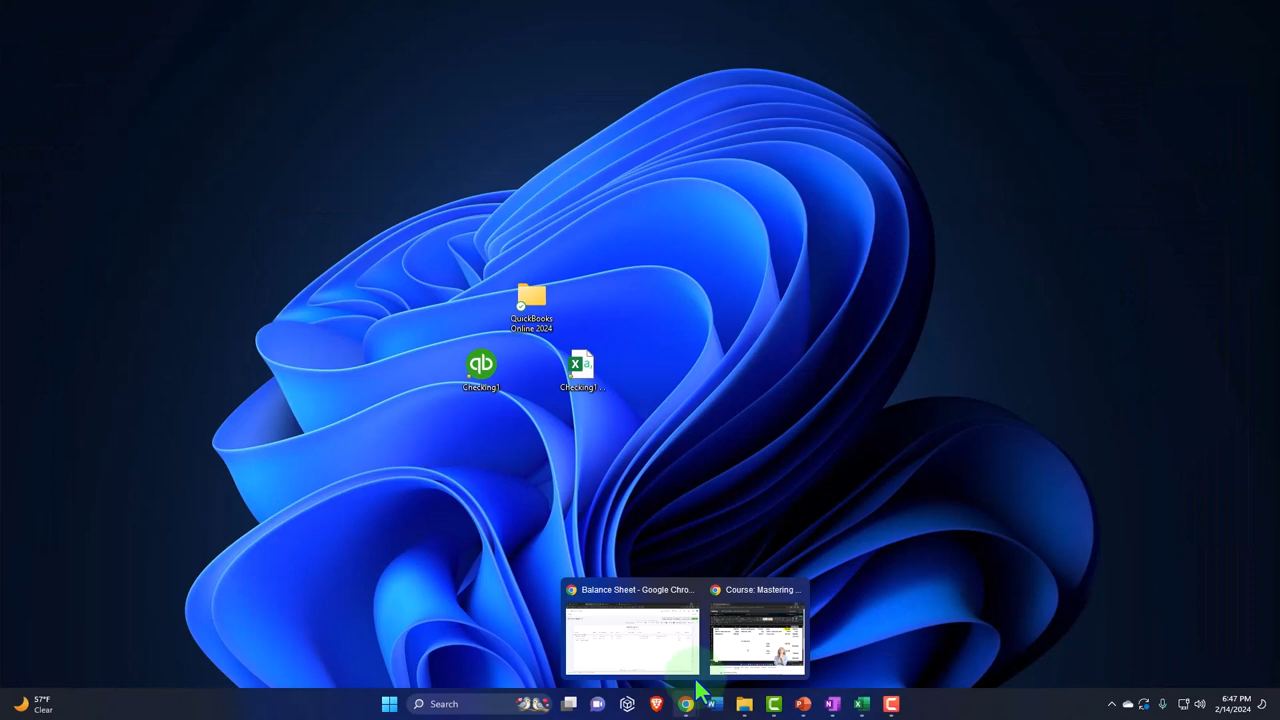 QuickBooks
Online 2024
Checking1
Checking1 ...
Balance Sheet - Google Chro...
Course: Mastering ...
57°F
Clear
Search
6:47 PM
2/14/2024